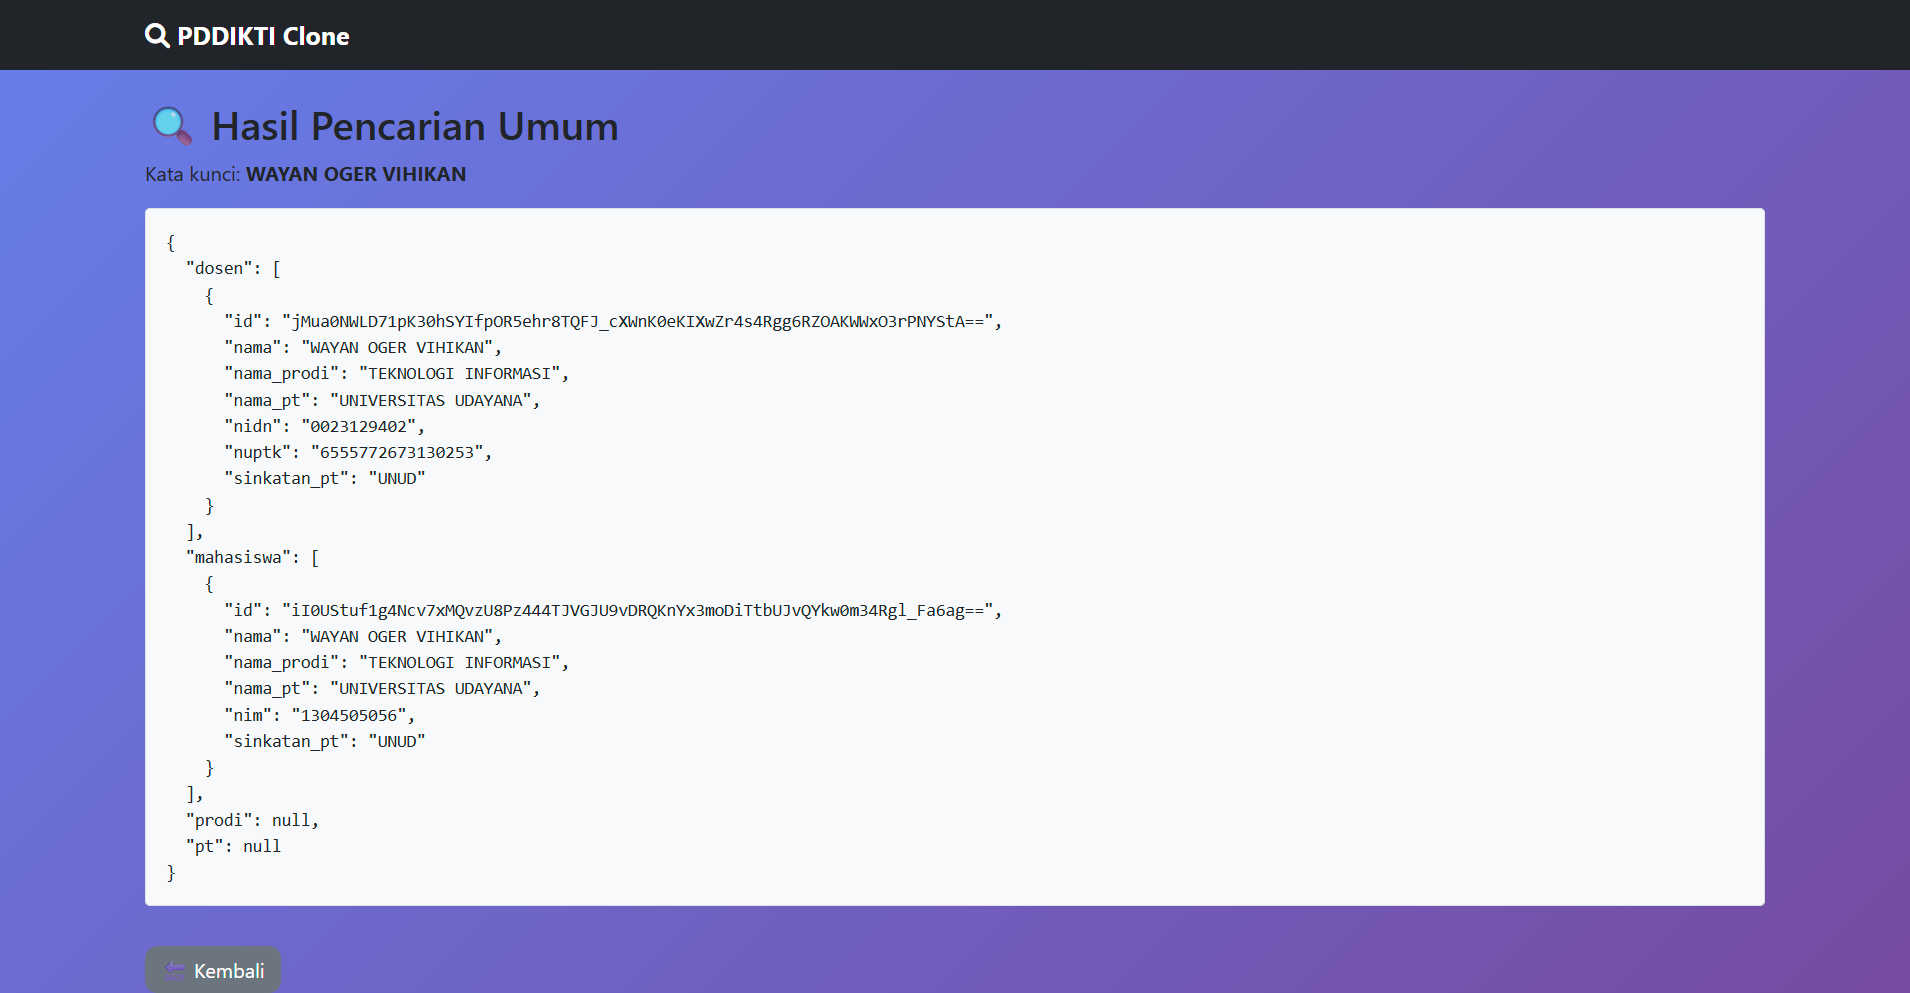 PDDIKTI Clone
Hasil Pencarian Umum
Kata kunci: WAYAN OGER VIHIKAN
{
  "dosen": [
    {
      "id": "jMua0NWLD71pK30hSYIfpOR5ehr8TQFJ_cXWnK0eKIXwZr4s4Rgg6RZOAKWWxO3rPNYStA==",
      "nama": "WAYAN OGER VIHIKAN",
      "nama_prodi": "TEKNOLOGI INFORMASI",
      "nama_pt": "UNIVERSITAS UDAYANA",
      "nidn": "0023129402",
      "nuptk": "6555772673130253",
      "sinkatan_pt": "UNUD"
    }
  ],
  "mahasiswa": [
    {
      "id": "iI0UStuf1g4Ncv7xMQvzU8Pz444TJVGJU9vDRQKnYx3moDiTtbUJvQYkw0m34Rgl_Fa6ag==",
      "nama": "WAYAN OGER VIHIKAN",
      "nama_prodi": "TEKNOLOGI INFORMASI",
      "nama_pt": "UNIVERSITAS UDAYANA",
      "nim": "1304505056",
      "sinkatan_pt": "UNUD"
    }
  ],
  "prodi": null,
  "pt": null
}
Kembali